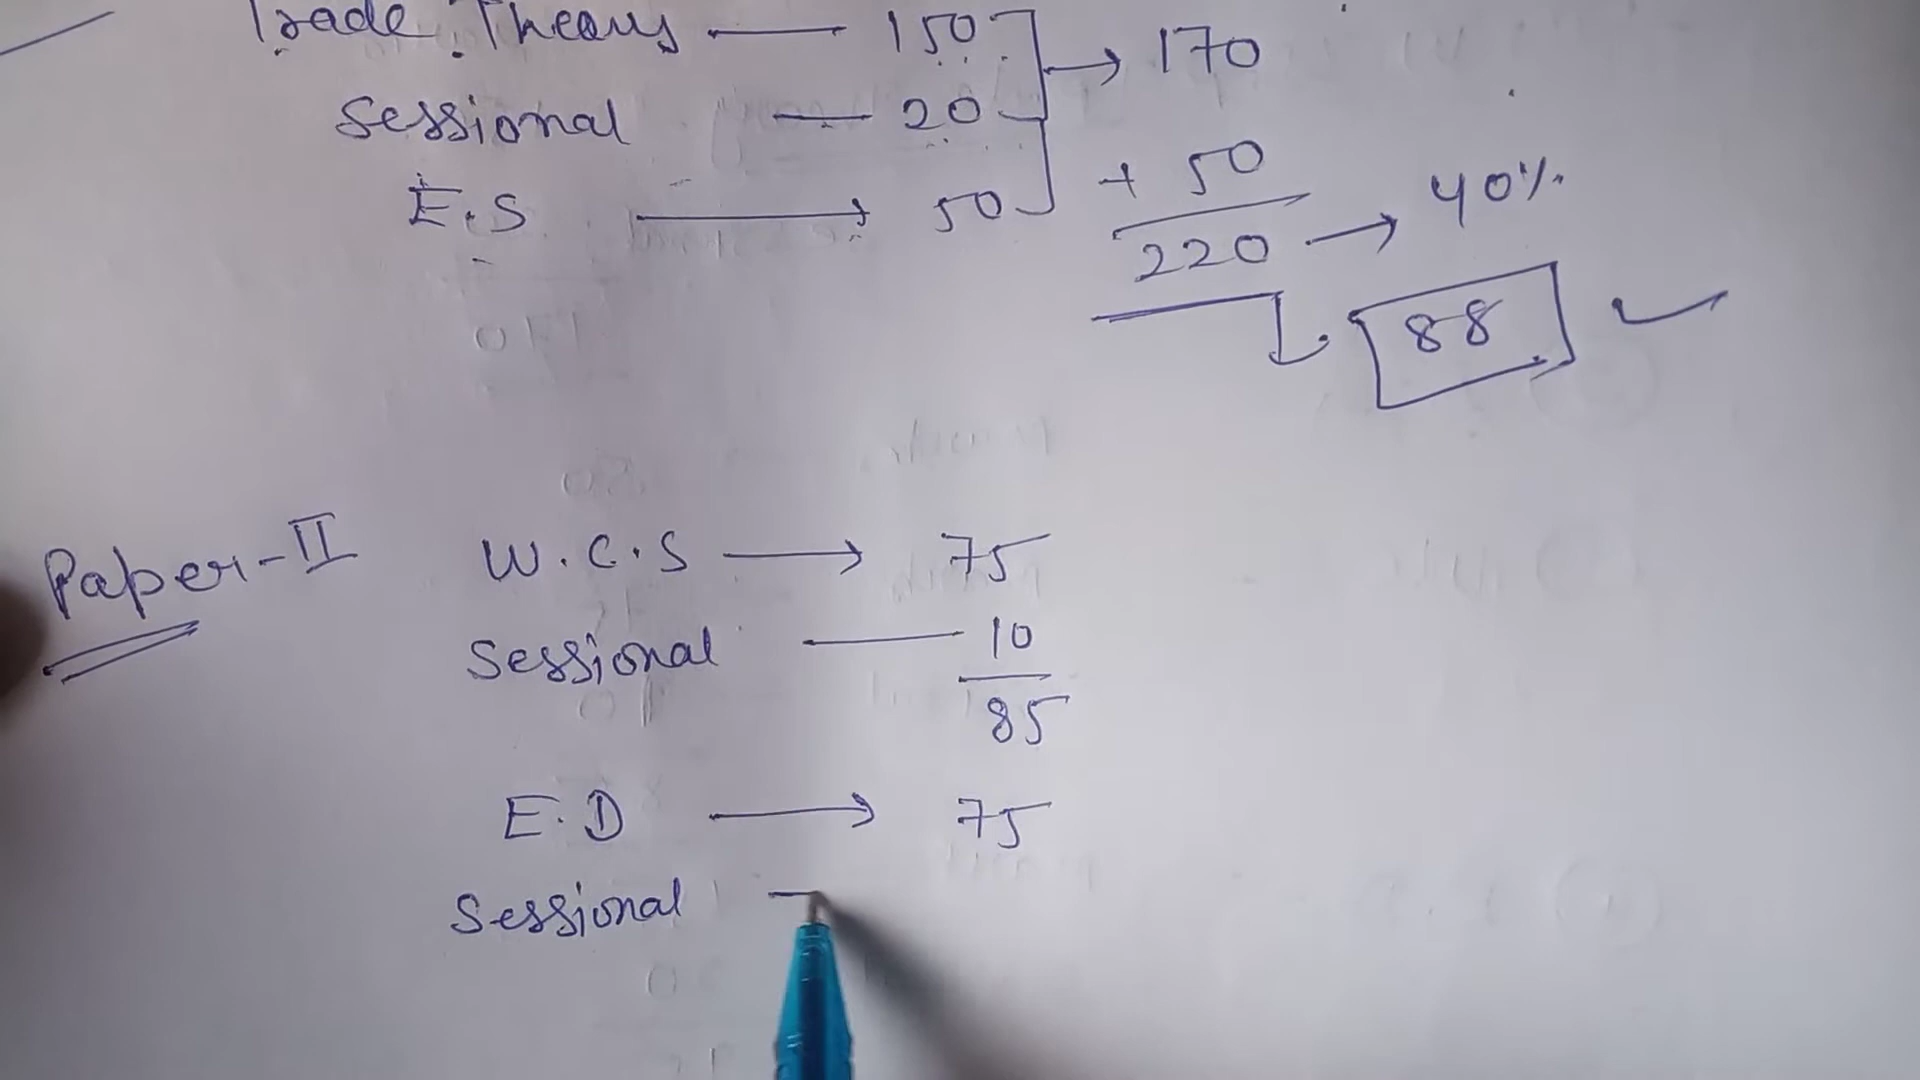 Trade Theory — 150 → 170
Sessional — 20
+ 50
E.S → 50
220 → 40%
88
Paper-II W.C.S → 75
Sessional — 10
85
E.D → 75
Sessional —